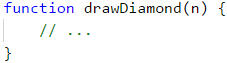 function drawDiamond(n) {
    // ...
}